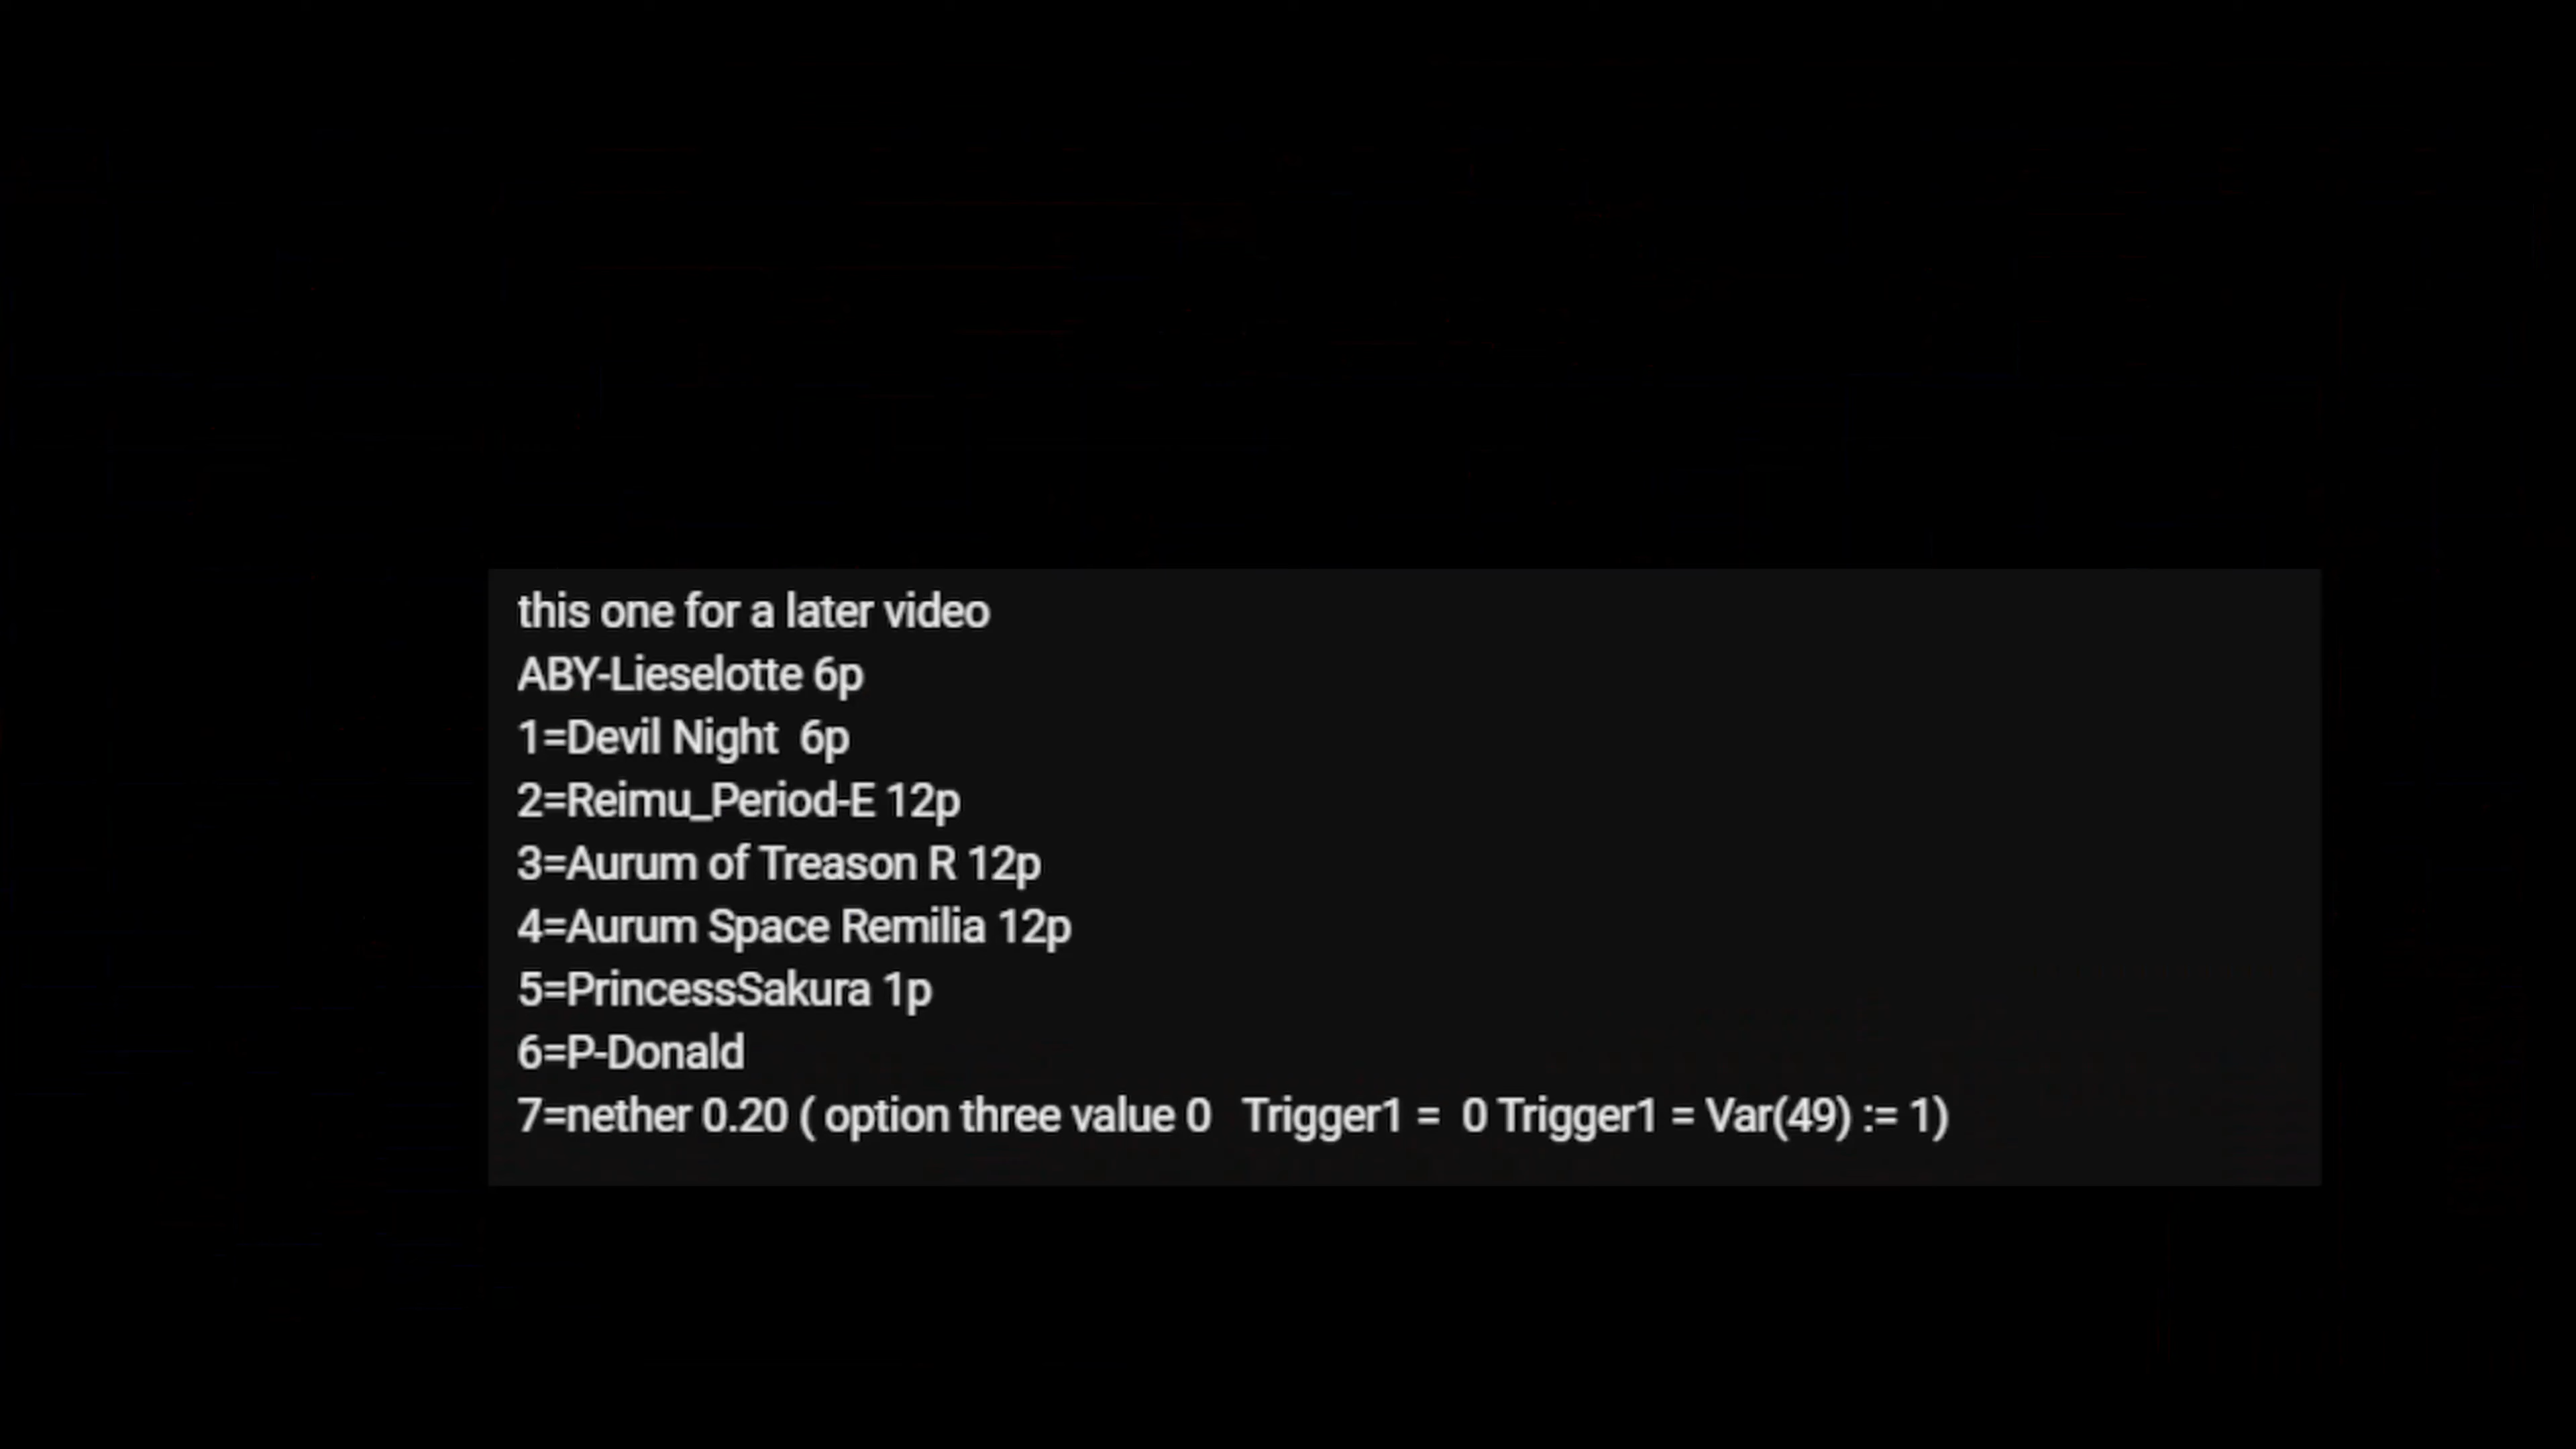 this one for a later video
ABY-Lieselotte 6p
1=Devil Night  6p
2=Reimu_Period-E 12p
3=Aurum of Treason R 12p
4=Aurum Space Remilia 12p
5=PrincessSakura 1p
6=P-Donald
7=nether 0.20 ( option three value 0   Trigger1 =  0 Trigger1 = Var(49) := 1)